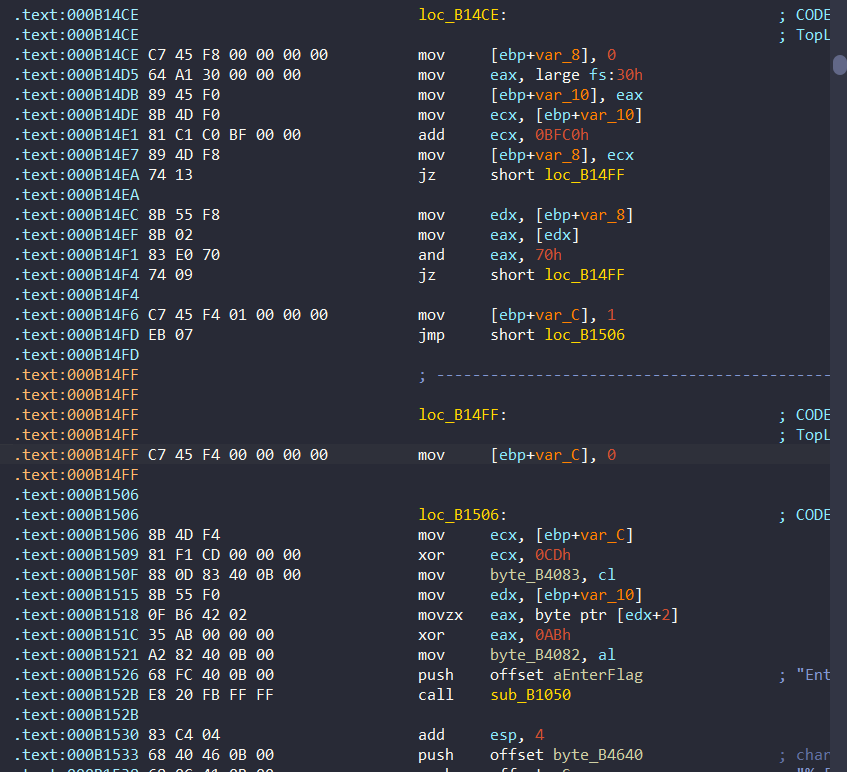 .text:000B14CE loc_B14CE: ; CODE
.text:000B14CE ; TopL
.text:000B14CE C7 45 F8 00 00 00 00 mov [ebp+var_8], 0
.text:000B14D5 64 A1 30 00 00 00 mov eax, large fs:30h
.text:000B14DB 89 45 F0 mov [ebp+var_10], eax
.text:000B14DE 8B 4D F0 mov ecx, [ebp+var_10]
.text:000B14E1 81 C1 C0 BF 00 00 add ecx, 0BFC0h
.text:000B14E7 89 4D F8 mov [ebp+var_8], ecx
.text:000B14EA 74 13 jz short loc_B14FF
.text:000B14EA
.text:000B14EC 8B 55 F8 mov edx, [ebp+var_8]
.text:000B14EF 8B 02 mov eax, [edx]
.text:000B14F1 83 E0 70 and eax, 70h
.text:000B14F4 74 09 jz short loc_B14FF
.text:000B14F4
.text:000B14F6 C7 45 F4 01 00 00 00 mov [ebp+var_C], 1
.text:000B14FD EB 07 jmp short loc_B1506
.text:000B14FD
.text:000B14FF ; -------------------------------------------
.text:000B14FF
.text:000B14FF loc_B14FF: ; CODE
.text:000B14FF ; TopL
.text:000B14FF C7 45 F4 00 00 00 00 mov [ebp+var_C], 0
.text:000B14FF
.text:000B1506
.text:000B1506 loc_B1506: ; CODE
.text:000B1506 8B 4D F4 mov ecx, [ebp+var_C]
.text:000B1509 81 F1 CD 00 00 00 xor ecx, 0CDh
.text:000B150F 88 0D 83 40 0B 00 mov byte_B4083, cl
.text:000B1515 8B 55 F0 mov edx, [ebp+var_10]
.text:000B1518 0F B6 42 02 movzx eax, byte ptr [edx+2]
.text:000B151C 35 AB 00 00 00 xor eax, 0ABh
.text:000B1521 A2 82 40 0B 00 mov byte_B4082, al
.text:000B1526 68 FC 40 0B 00 push offset aEnterFlag ; "Ent
.text:000B152B E8 20 FB FF FF call sub_B1050
.text:000B152B
.text:000B1530 83 C4 04 add esp, 4
.text:000B1533 68 40 46 0B 00 push offset byte_B4640 ; char